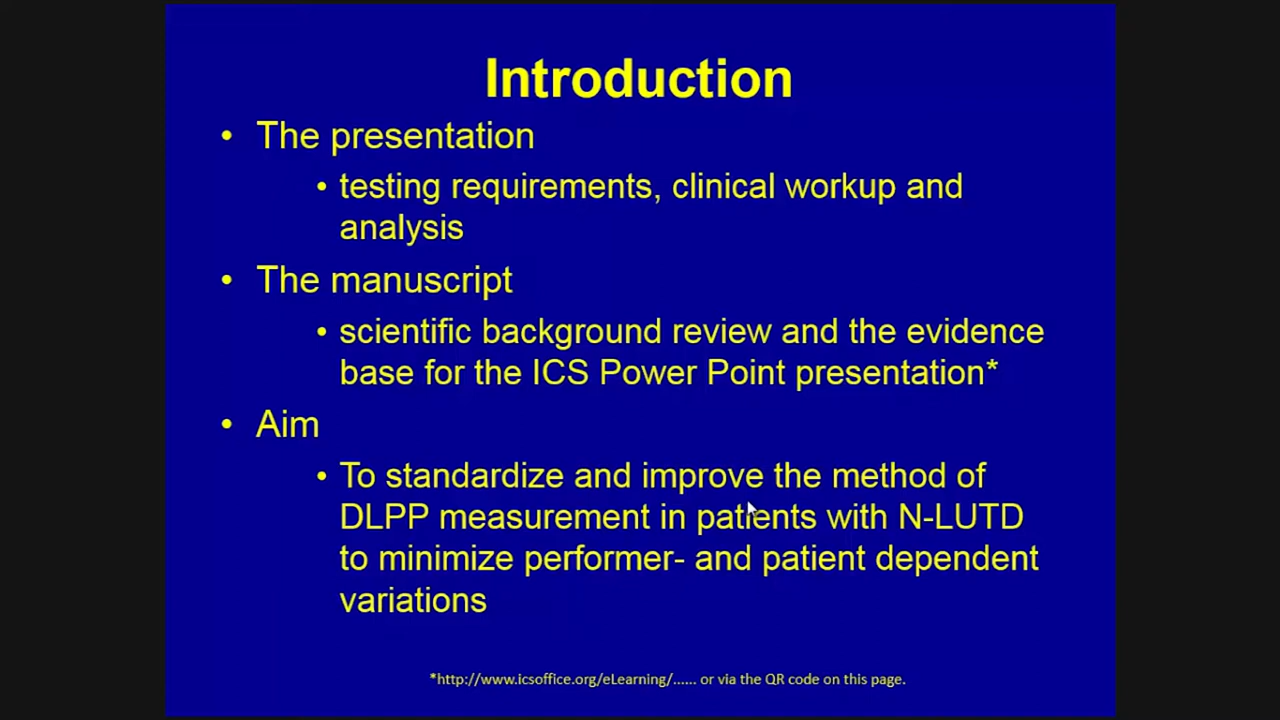 Introduction
• The presentation
• testing requirements, clinical workup and
analysis
• The manuscript
• scientific background review and the evidence
base for the ICS Power Point presentation*
• Aim
• To standardize and improve the method of
DLPP measurement in patients with N-LUTD
to minimize performer- and patient dependent
variations
*http://www.icsoffice.org/eLearning/...... or via the QR code on this page.